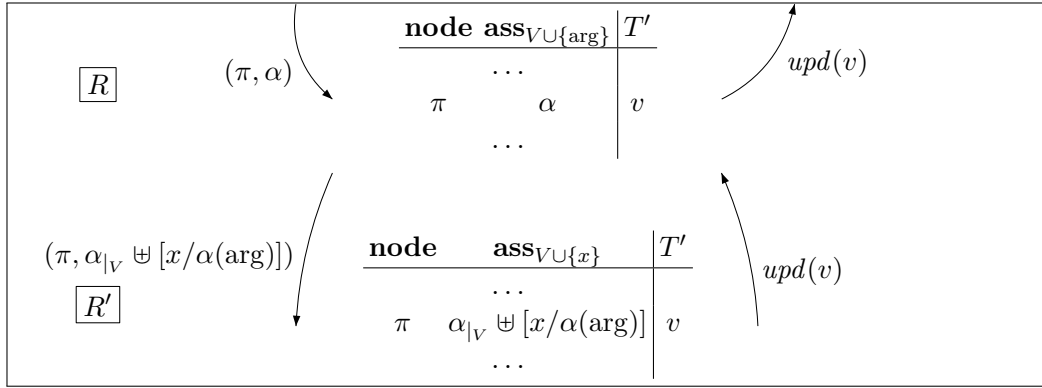 node ass_{V∪{arg}} T′
. . .
R (π, α) upd(v)
π α v
. . .
node ass_{V∪{x}} T′
(π, α_{|V} ⊎ [x/α(arg)]) upd(v)
. . .
R′
π α_{|V} ⊎ [x/α(arg)] v
. . .